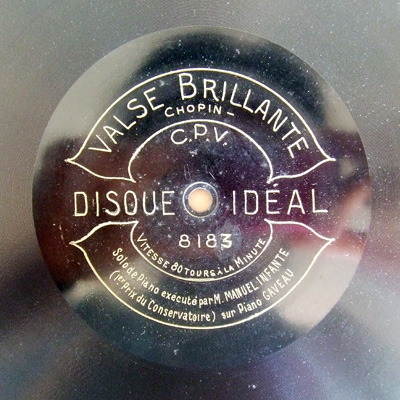 VALSE BRILLANTE
CHOPIN –
C.P.V.
DISQUE IDÉAL
8183
VITESSE 80 TOURS À LA MINUTE
Solo de Piano exécuté par M. MANUEL INFANTE
(1er Prix du Conservatoire) sur Piano GAVEAU